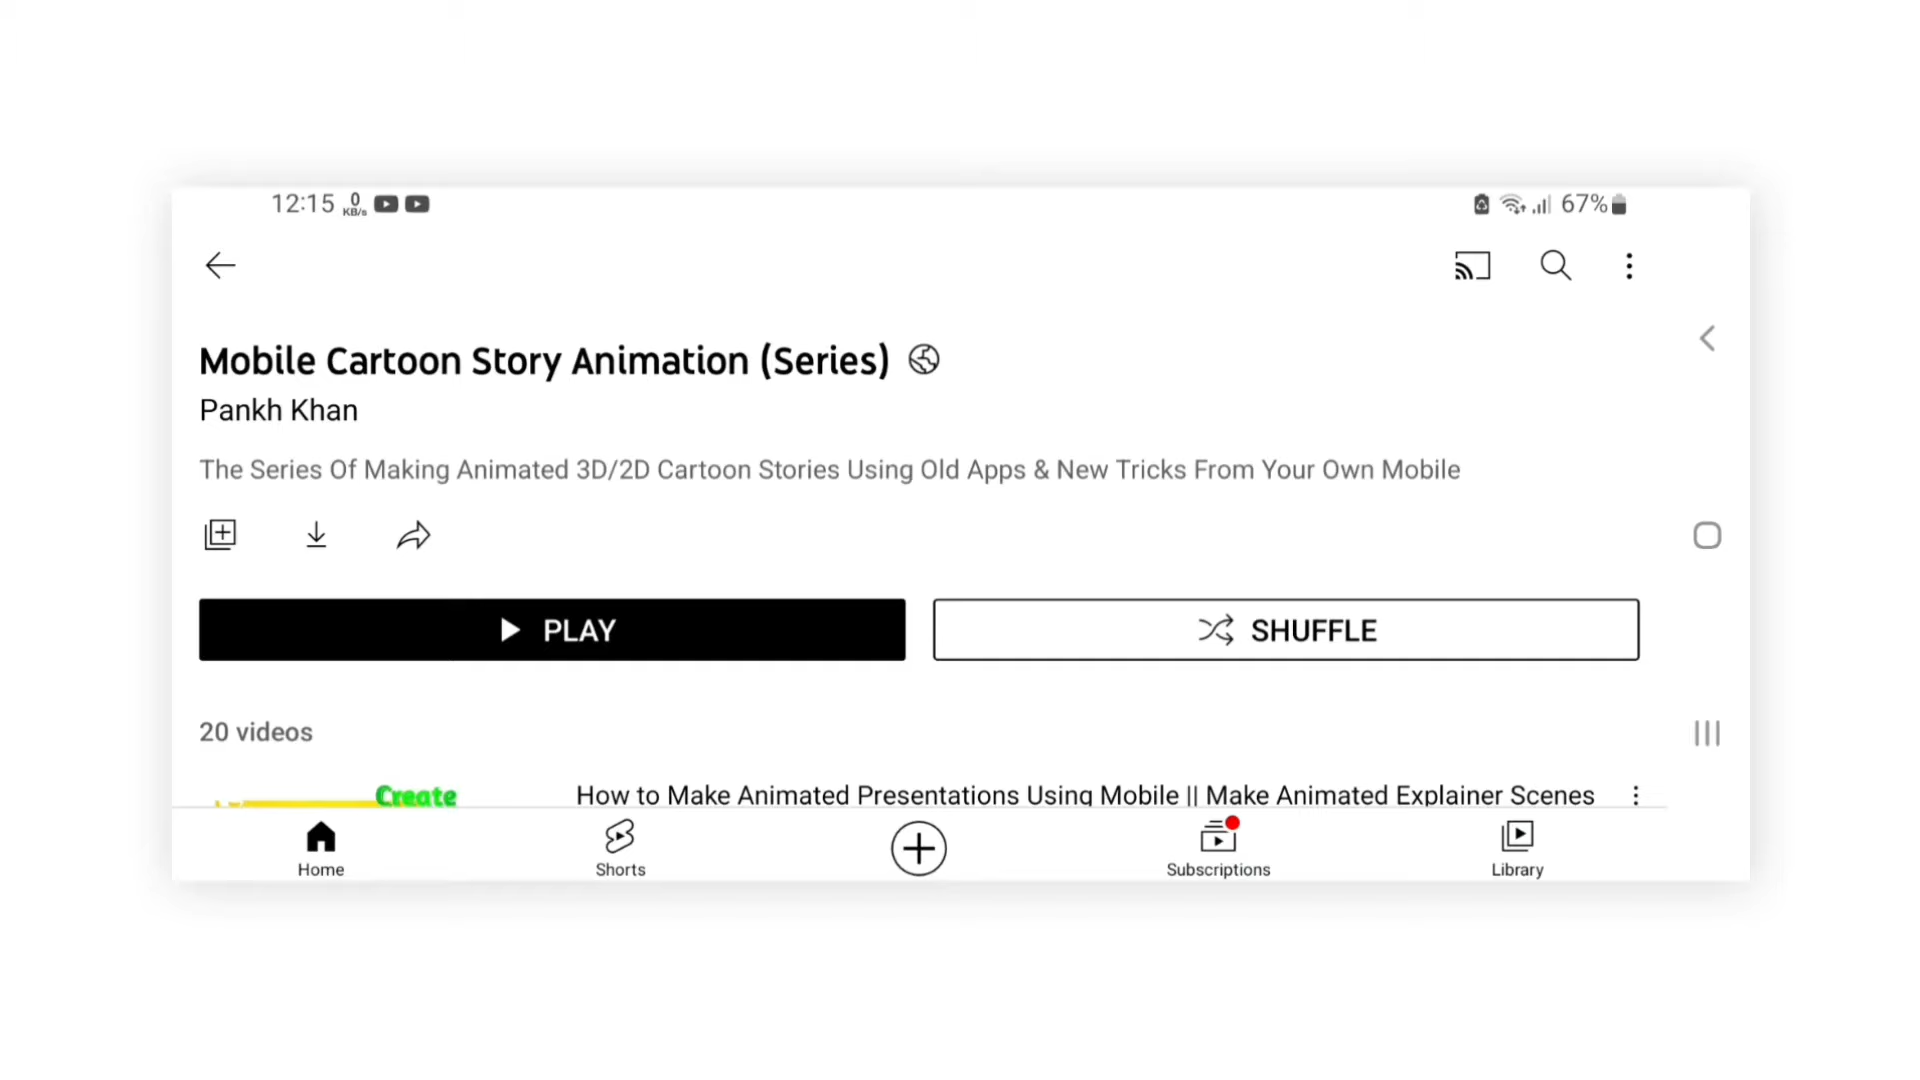 12:15 0 KB/s 67%
Mobile Cartoon Story Animation (Series)
Pankh Khan
The Series Of Making Animated 3D/2D Cartoon Stories Using Old Apps & New Tricks From Your Own Mobile
PLAY SHUFFLE
20 videos
Create How to Make Animated Presentations Using Mobile || Make Animated Explainer Scenes
Home Shorts Subscriptions Library